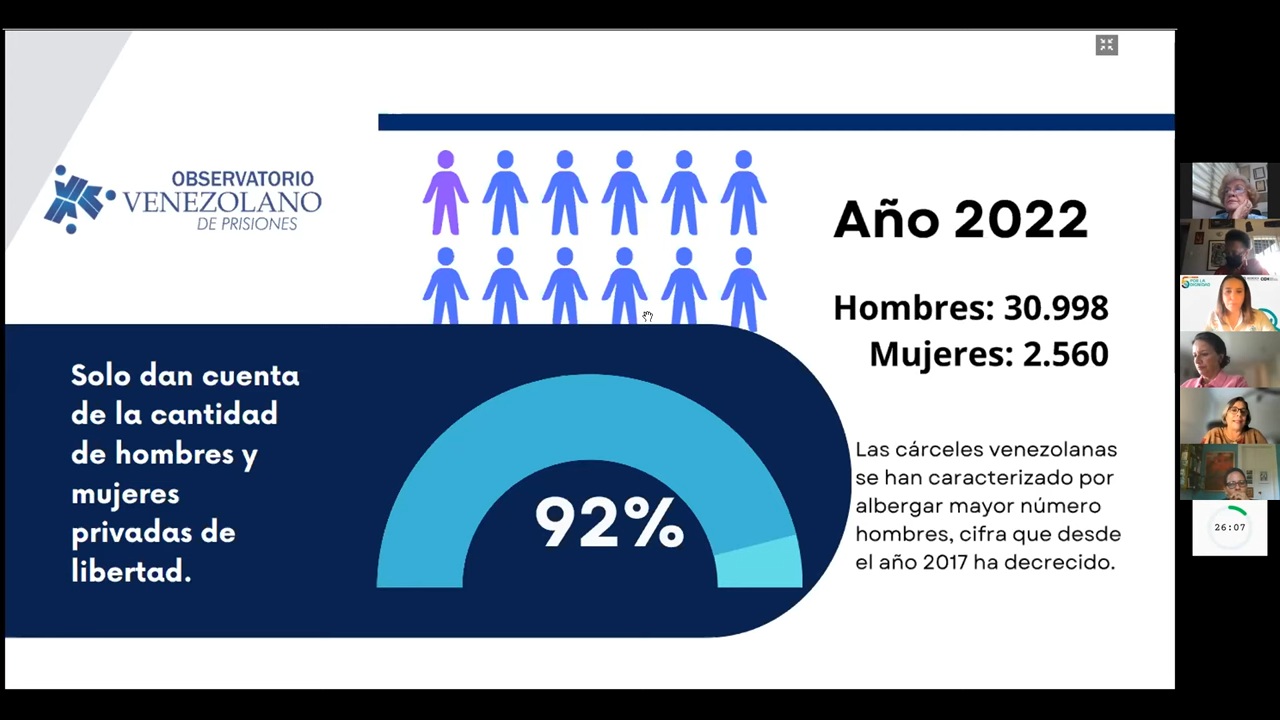 OBSERVATORIO
VENEZOLANO
DE PRISIONES
Año 2022
Hombres: 30.998
Mujeres: 2.560
Solo dan cuenta
de la cantidad
de hombres y
mujeres
privadas de
libertad.
92%
Las cárceles venezolanas
se han caracterizado por
albergar mayor número
hombres, cifra que desde
el año 2017 ha decrecido.
26:07